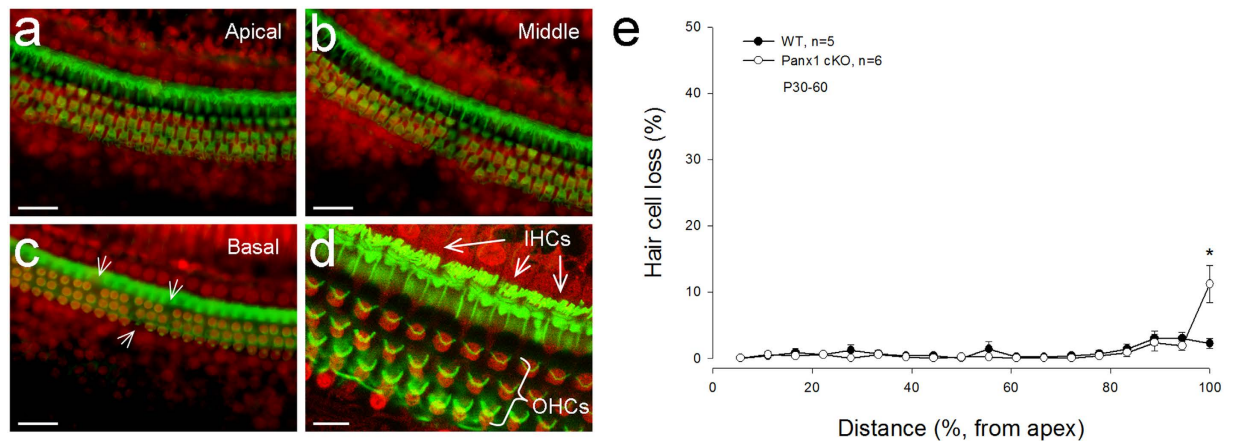 a
Apical
b
Middle
c
Basal
d
IHCs
OHCs
e
WT, n=5
Panx1 cKO, n=6
P30-60
50
40
30
20
10
0
Hair cell loss (%)
*
0
20
40
60
80
100
Distance (%, from apex)